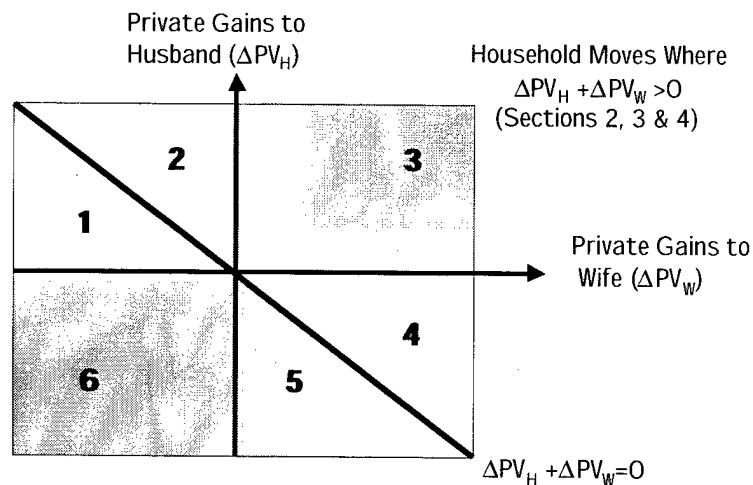 Private Gains to
Husband (ΔPV_H)
Household Moves Where
ΔPV_H +ΔPV_W >0
(Sections 2, 3 & 4)
2
3
1
Private Gains to
Wife (ΔPV_W)
4
6
5
ΔPV_H +ΔPV_W=0